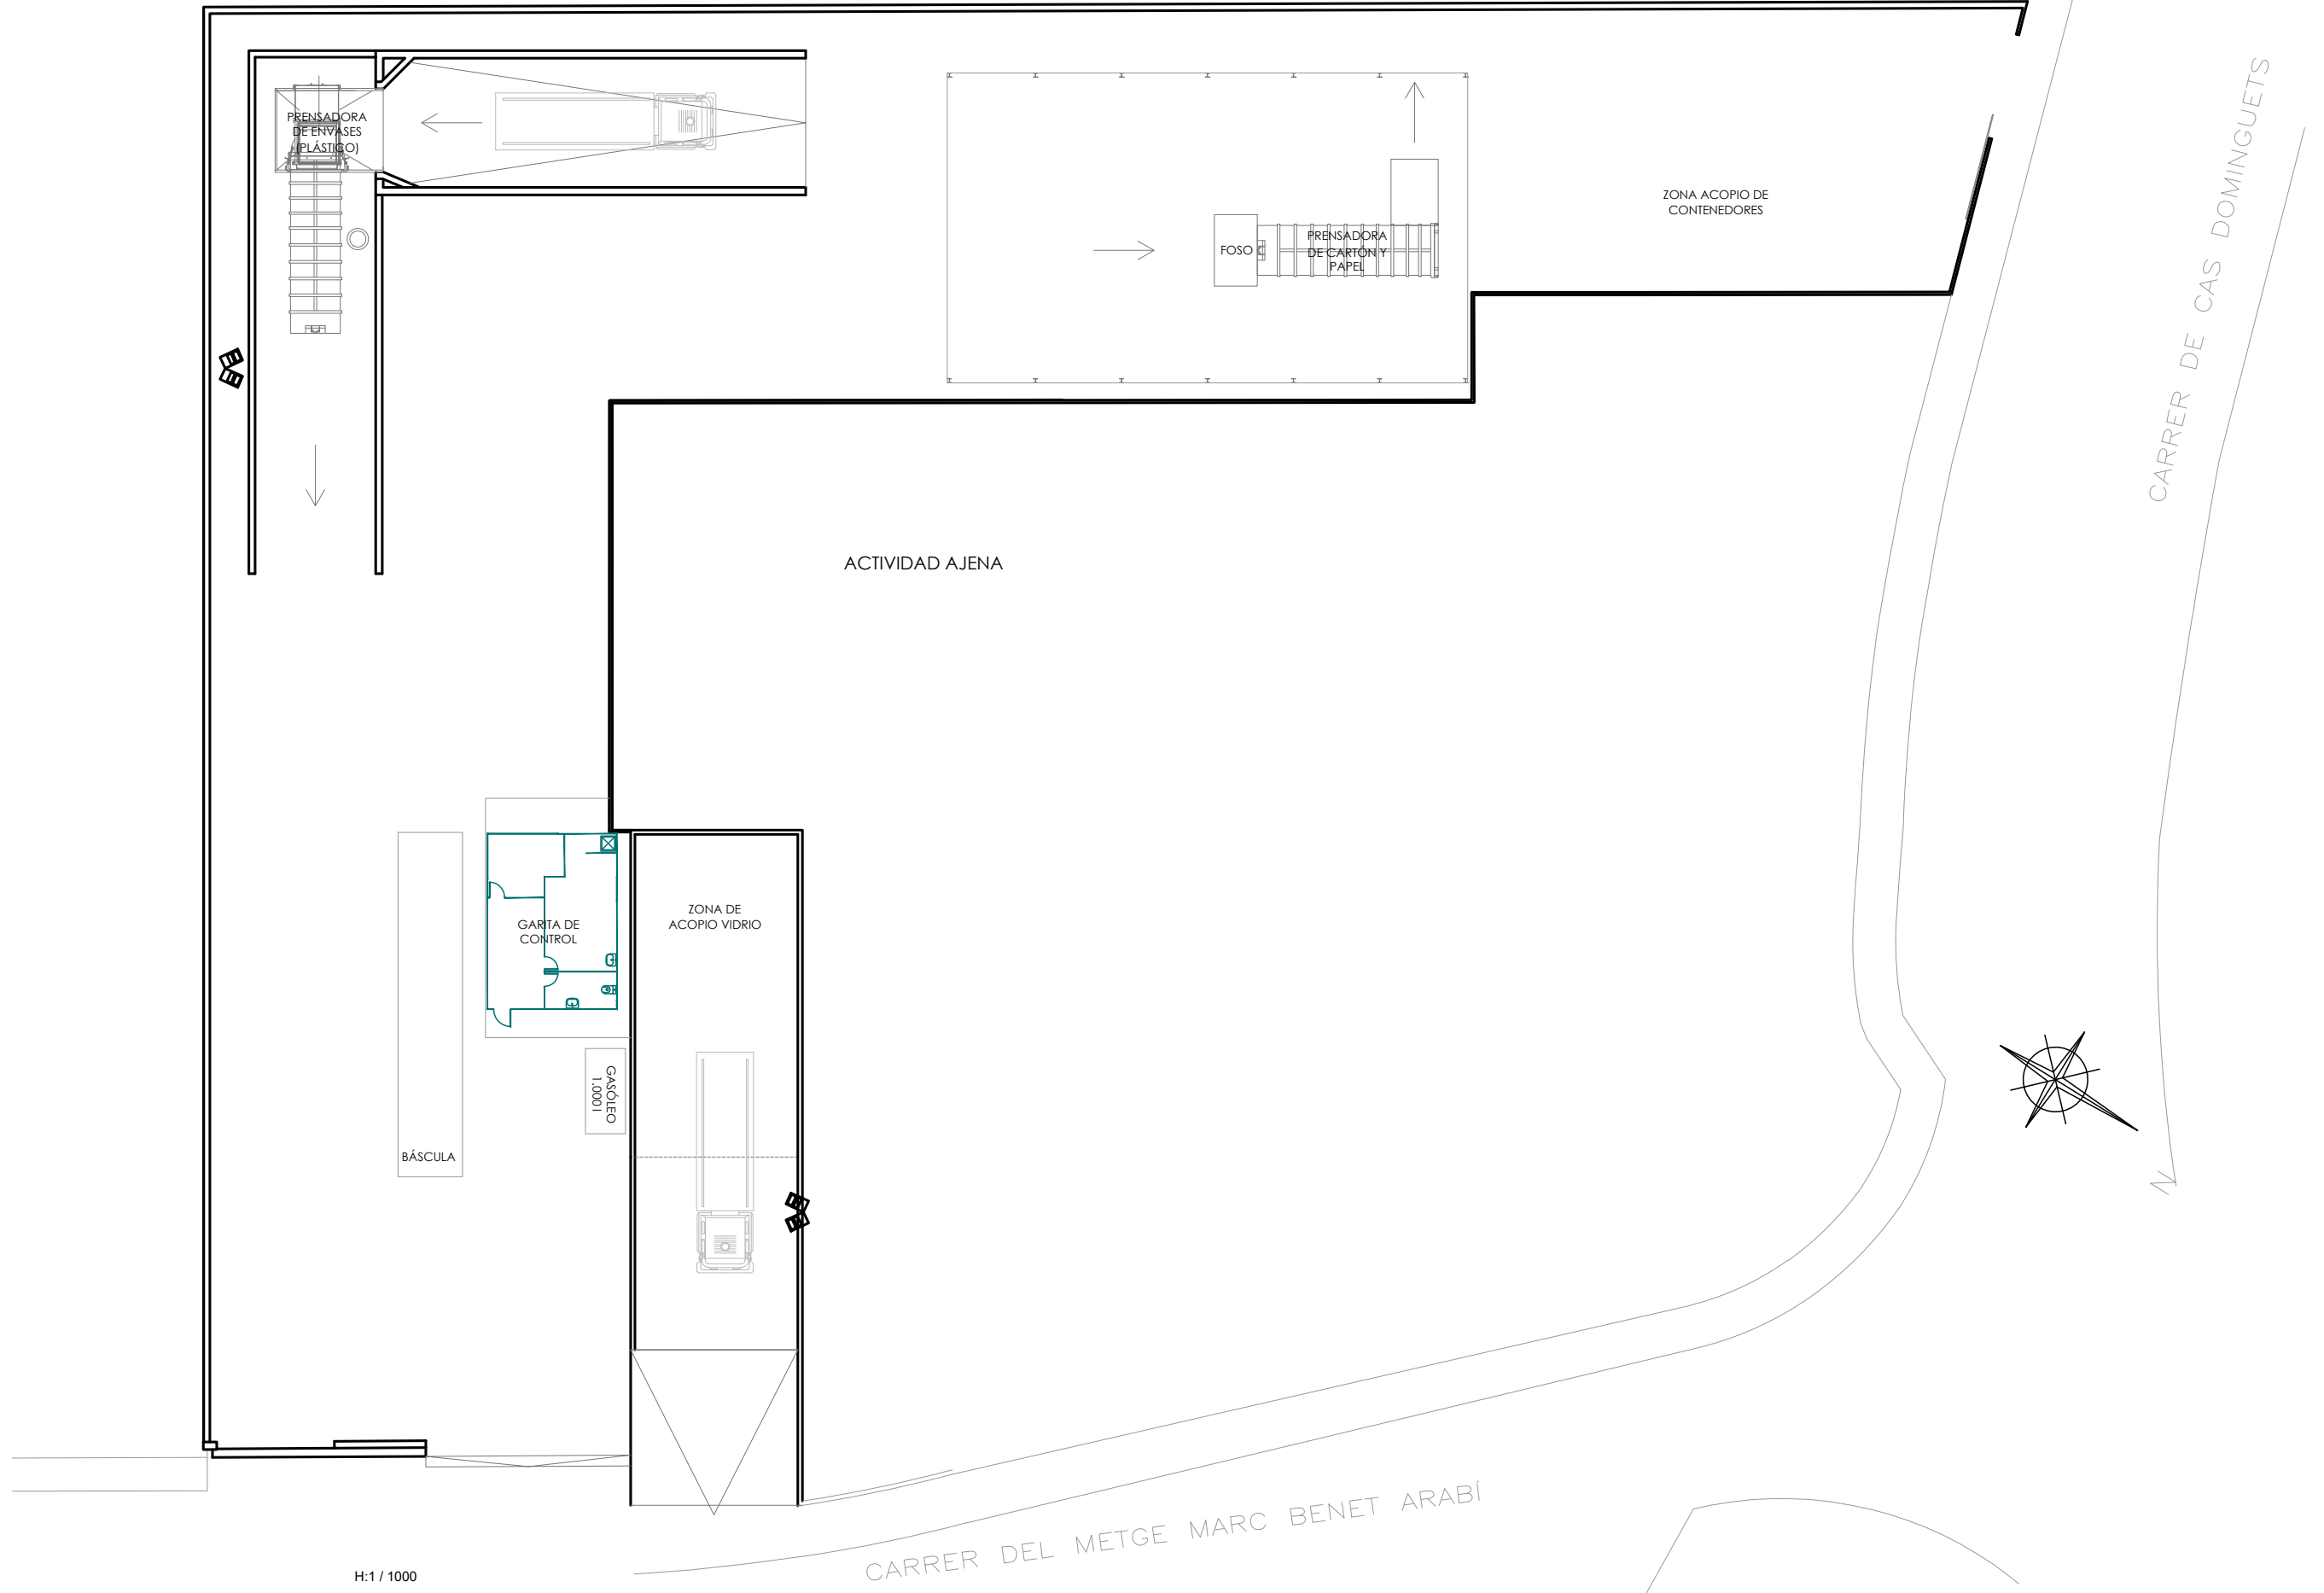 PRENSADORA
DE ENVASES
(PLÁSTICO)
ZONA ACOPIO DE
CONTENEDORES
FOSO
PRENSADORA
DE CARTÓN Y
PAPEL
CARRER DE CAS DOMINGUETS
ACTIVIDAD AJENA
GARITA DE
CONTROL
ZONA DE
ACOPIO VIDRIO
GASÓLEO
1.000 l
BÁSCULA
N
CARRER DEL METGE MARC BENET ARABÍ
H:1 / 1000